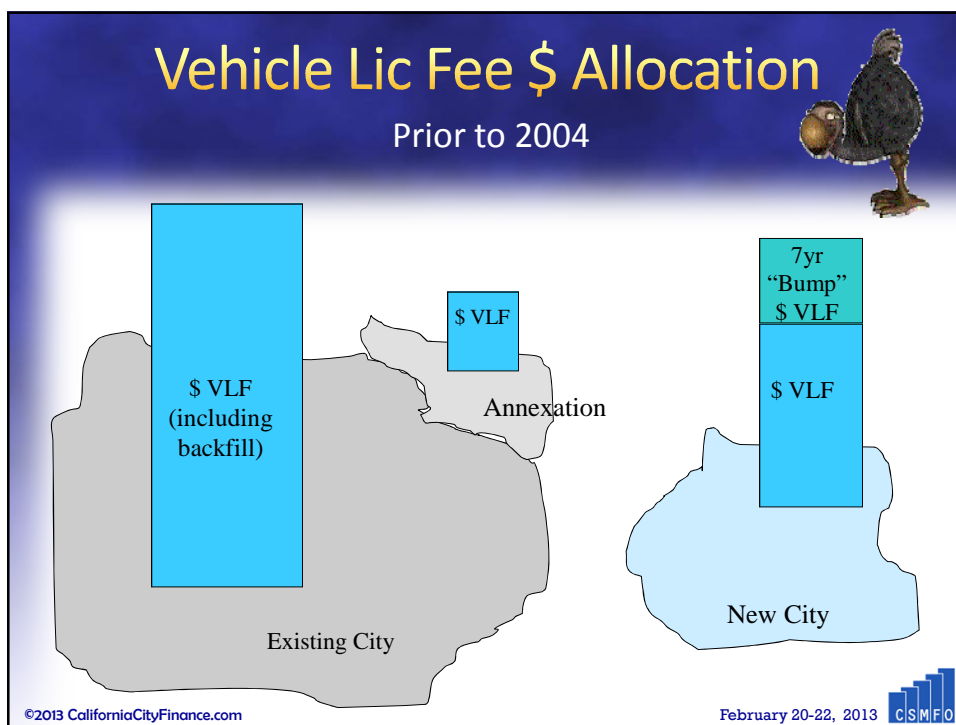 Vehicle Lic Fee $ Allocation
Prior to 2004
$ VLF
(including
backfill)
$ VLF
Annexation
7yr
“Bump”
$ VLF
$ VLF
Existing City
New City
©2013 CaliforniaCityFinance.com
February 20-22, 2013
CSMFO